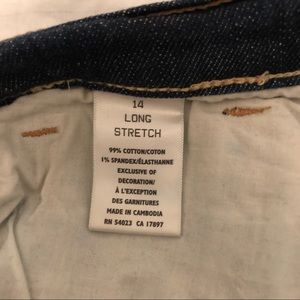 14
LONG
STRETCH
99% COTTON/COTON
1% SPANDEX/ÉLASTHANNE
EXCLUSIVE OF
DECORATION/
À L'EXCEPTION
DES GARNITURES
MADE IN CAMBODIA
RN 54023 CA 17897